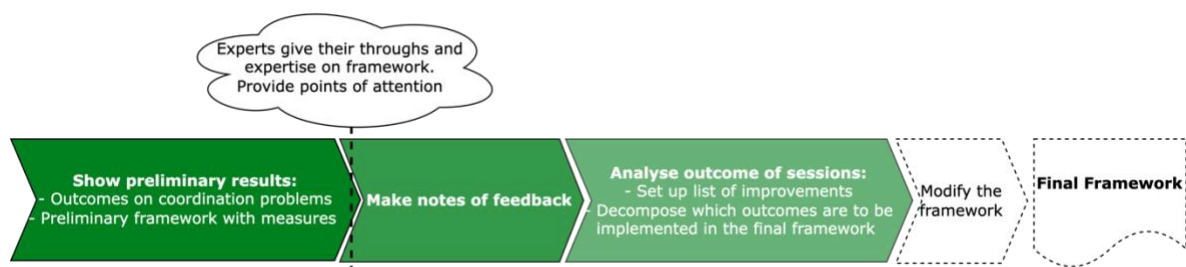 Experts give their throughs and
expertise on framework.
Provide points of attention
Show preliminary results:
- Outcomes on coordination problems
- Preliminary framework with measures
Make notes of feedback
Analyse outcome of sessions:
- Set up list of improvements
- Decompose which outcomes are to be
implemented in the final framework
Modify the
framework
Final Framework